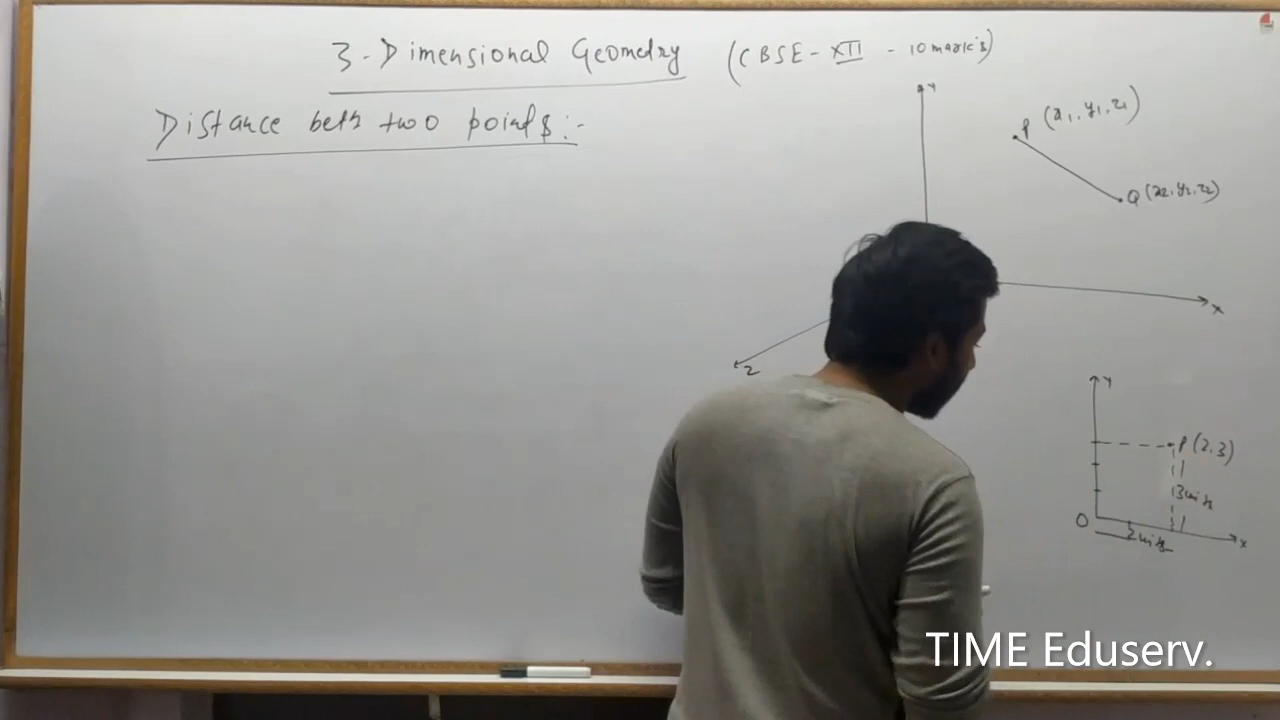 3-Dimensional Geometry (CBSE - XII - 10 marks)
Distance betn two points:-
Y
P (x1, y1, z1)
Q (x2, y2, z2)
X
Z
Y
P (2, 3)
3 units
O
2 units
X
TIME Eduserv.